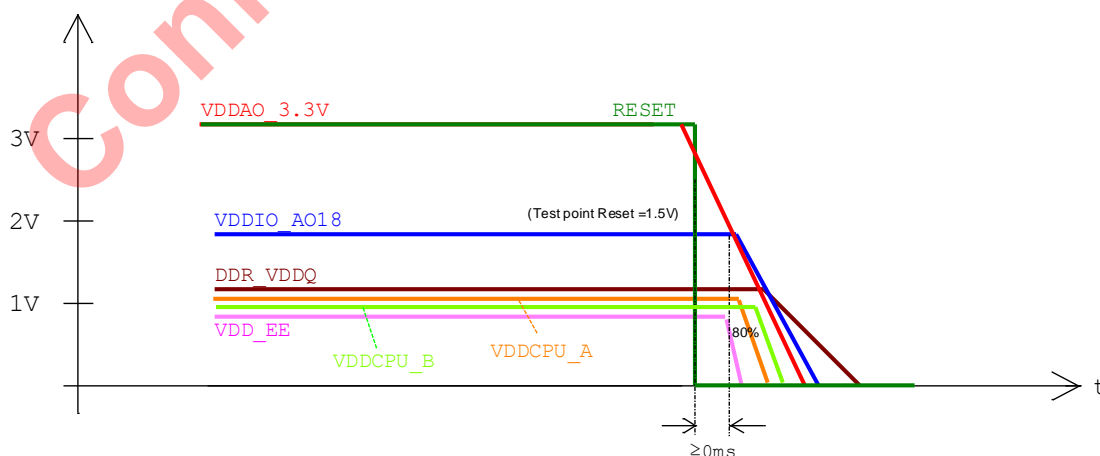 Con
VDDAO_3.3V
RESET
3V
(Test point Reset =1.5V)
2V
VDDIO_AO18
DDR_VDDQ
1V
VDD_EE
80%
VDDCPU_B
VDDCPU_A
t
≥0ms